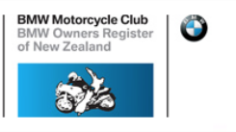 BMW Motorcycle Club
BMW Owners Register
of New Zealand